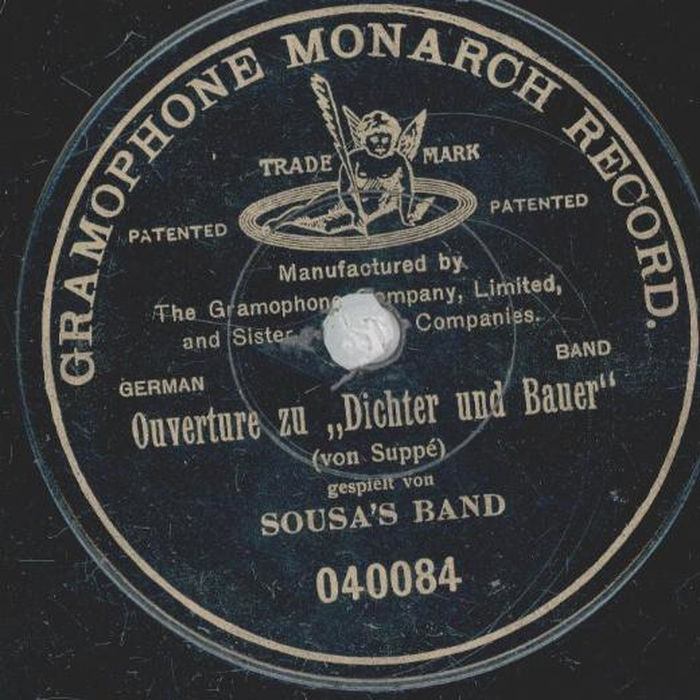 GRAMOPHONE MONARCH RECORD.
TRADE MARK
PATENTED PATENTED
Manufactured by
The Gramophone Company, Limited,
and Sister Companies.
GERMAN BAND
Ouverture zu „Dichter und Bauer“
(von Suppé)
gespielt von
SOUSA'S BAND
040084